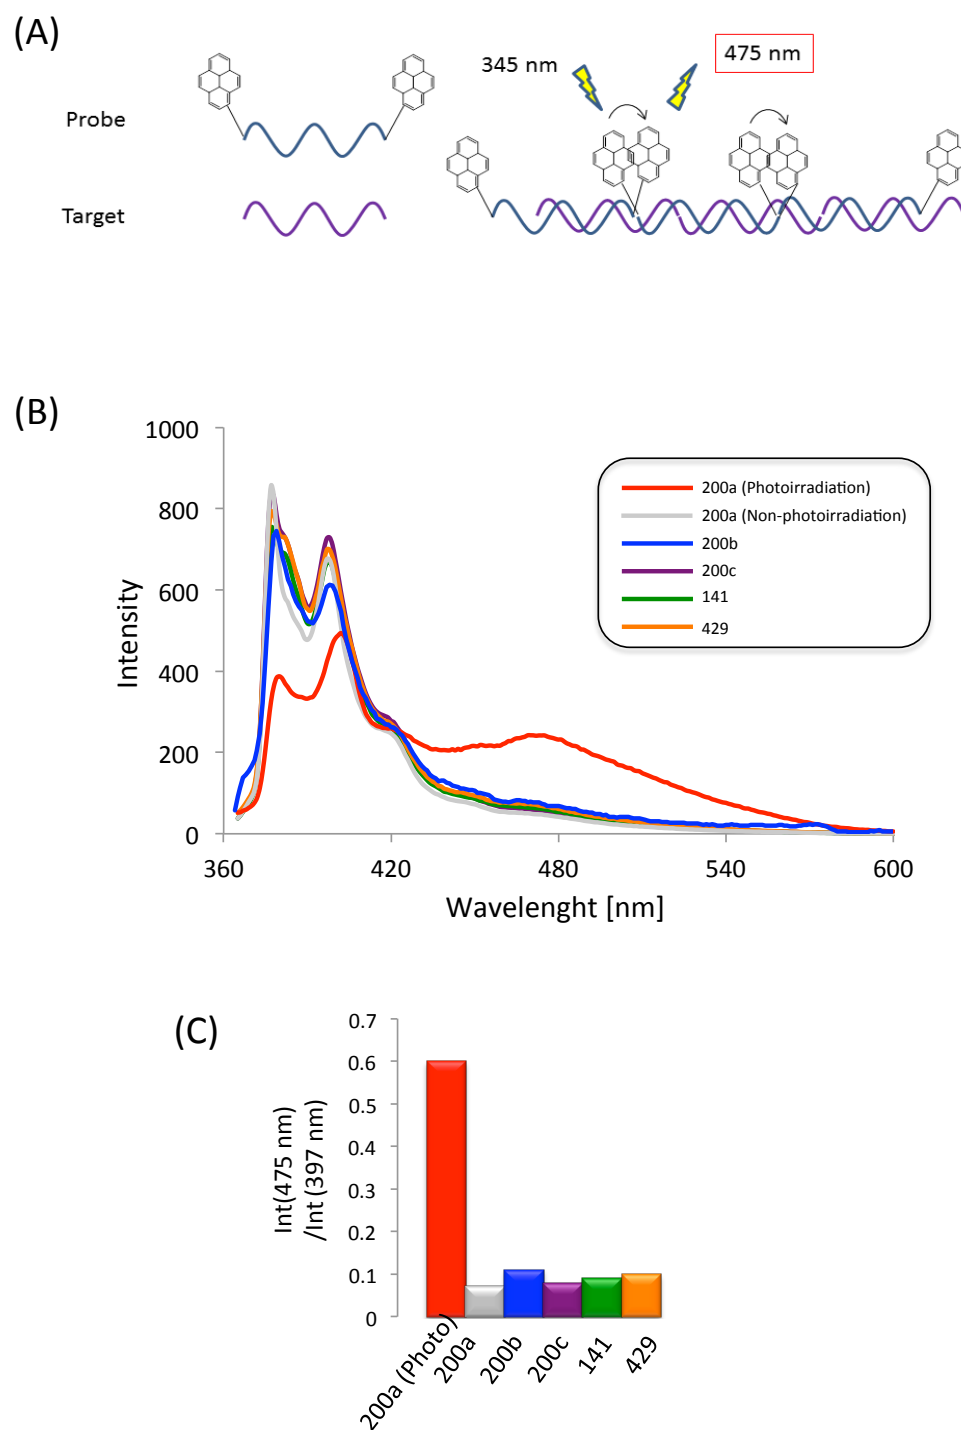 (A)
Probe
Target
345 nm
475 nm
(B)
1000
800
600
400
200
0
Intensity
360
420
480
540
600
Wavelenght [nm]
200a (Photoirradiation)
200a (Non-photoirradiation)
200b
200c
141
429
(C)
0.7
0.6
0.5
0.4
0.3
0.2
0.1
0
Int(475 nm)
/Int (397 nm)
200a (Photo)
200a
200b
200c
141
429